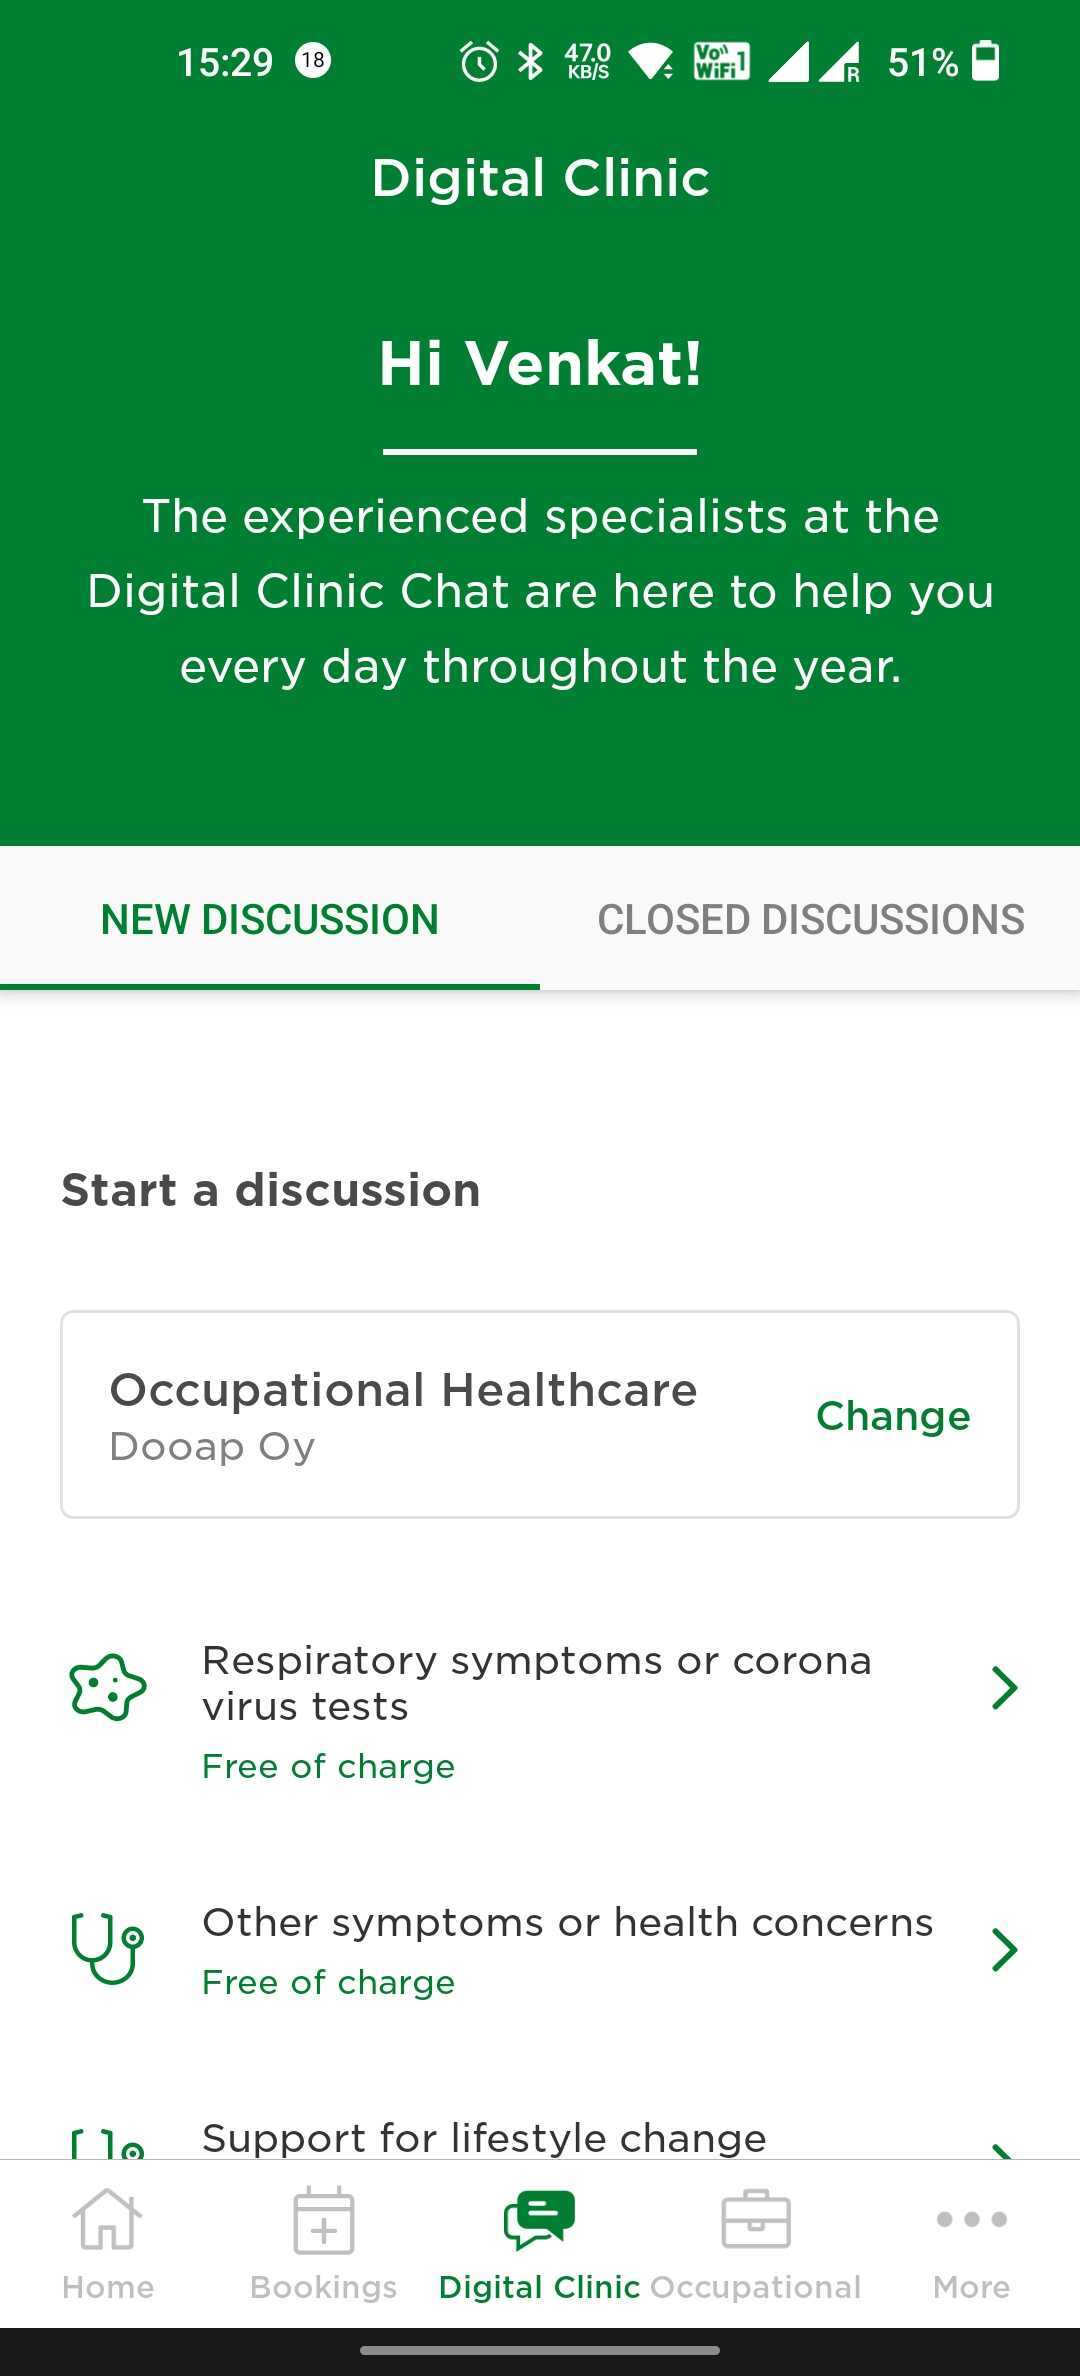 15:29 18 47.0 KB/S Vo WiFi 1 R 51%
Digital Clinic
Hi Venkat!
The experienced specialists at the
Digital Clinic Chat are here to help you
every day throughout the year.
NEW DISCUSSION CLOSED DISCUSSIONS
Start a discussion
Occupational Healthcare
Dooap Oy
Change
Respiratory symptoms or corona
virus tests
Free of charge
Other symptoms or health concerns
Free of charge
Support for lifestyle change
Home Bookings Digital Clinic Occupational More